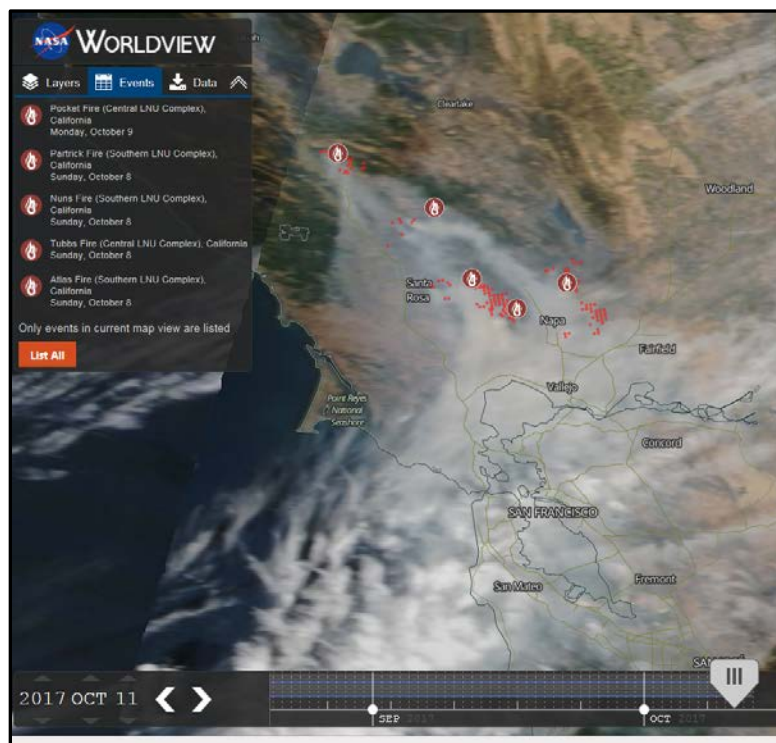 NASA WORLDVIEW
Layers Events Data
Pocket Fire (Central LNU Complex),
California
Monday, October 9
Partrick Fire (Southern LNU Complex),
California
Sunday, October 8
Nuns Fire (Southern LNU Complex),
California
Sunday, October 8
Tubbs Fire (Central LNU Complex), California
Sunday, October 8
Atlas Fire (Southern LNU Complex),
California
Sunday, October 8
Only events in current map view are listed
List All
Clearlake
Woodland
Santa
Rosa
Napa
Fairfield
Vallejo
Point Reyes
National
Seashore
Concord
SAN FRANCISCO
San Mateo
Fremont
2017 OCT 11
SEP 2017
OCT 2017